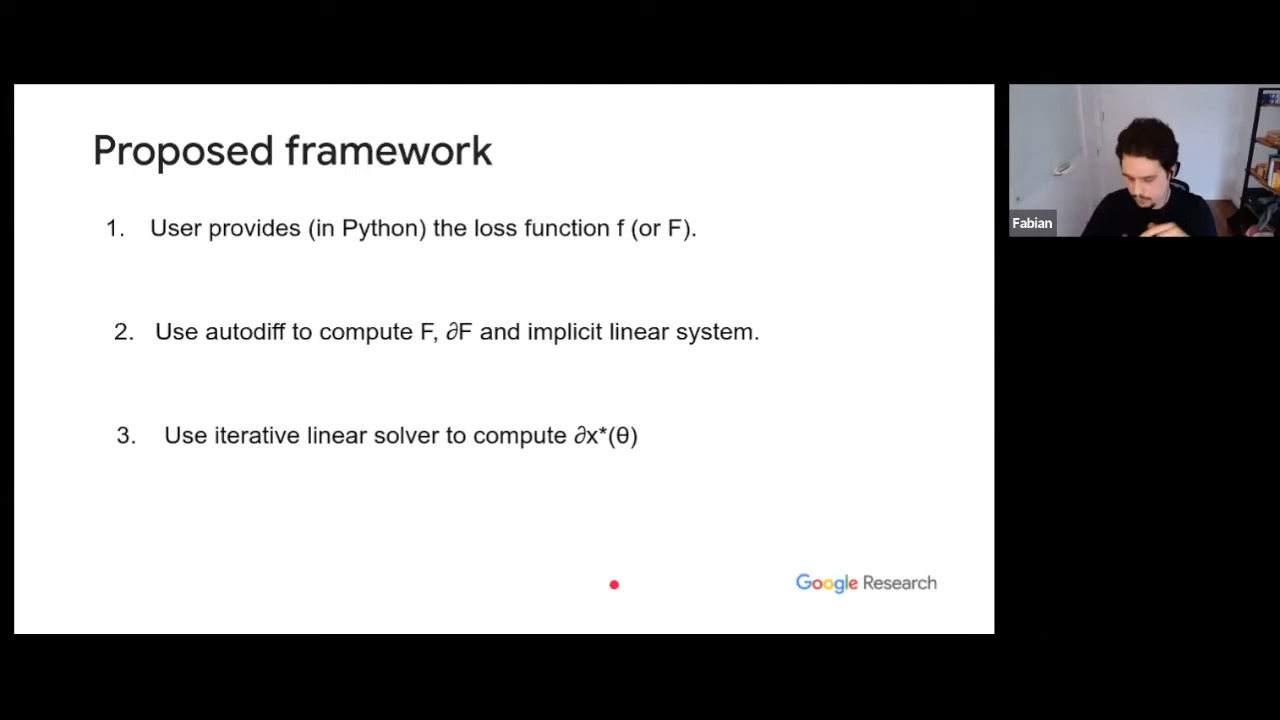 Proposed framework
1. User provides (in Python) the loss function f (or F).
2. Use autodiff to compute F, ∂F and implicit linear system.
3. Use iterative linear solver to compute ∂x*(θ)
Google Research
Fabian